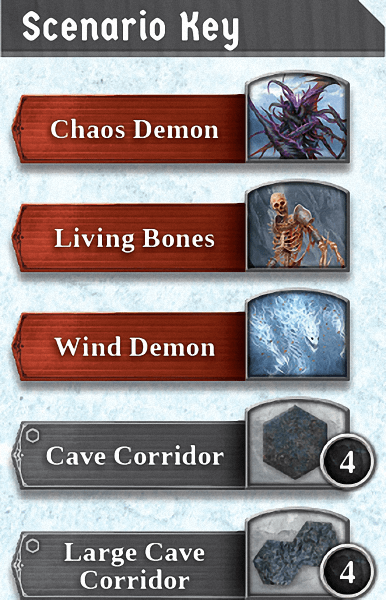 Scenario Key
Chaos Demon
Living Bones
Wind Demon
Cave Corridor
4
Large Cave
Corridor
4